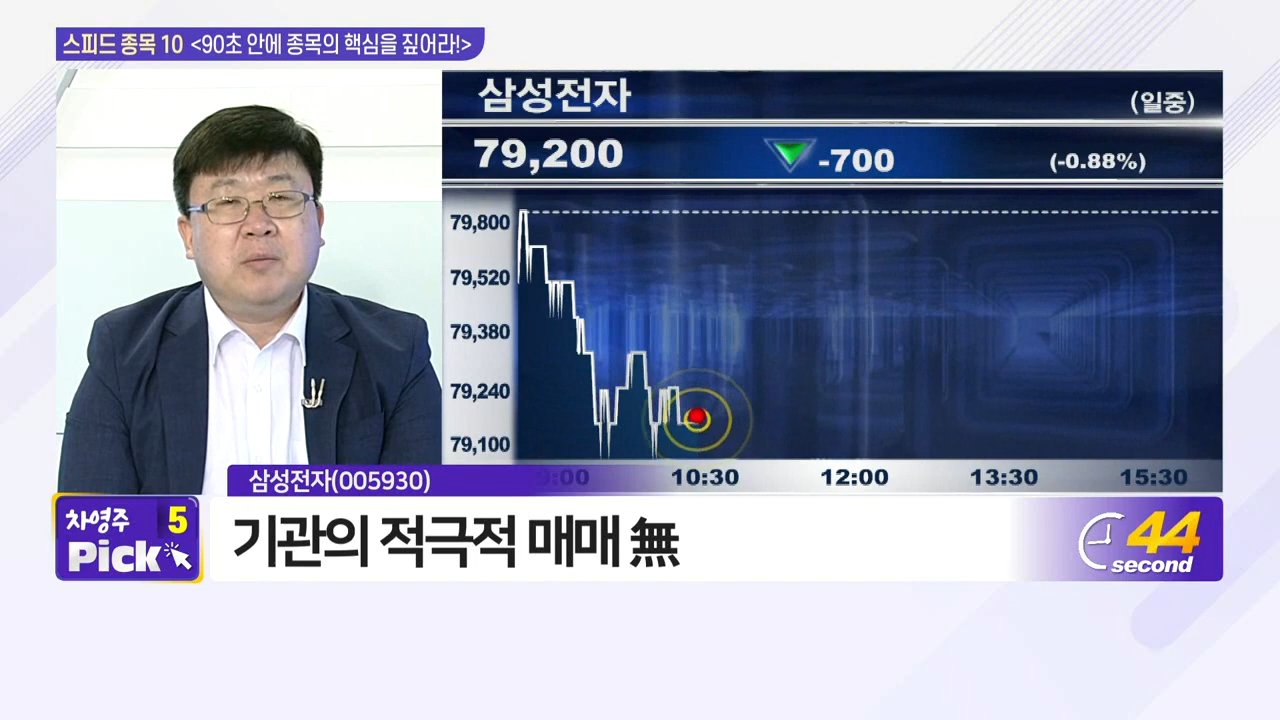 스피드 종목 10 <90초 안에 종목의 핵심을 짚어라!>
삼성전자
(일중)
79,200
-700
(-0.88%)
79,800
79,520
79,380
79,240
79,100
9:00
10:30
12:00
13:30
15:30
삼성전자(005930)
차영주 5
Pick
기관의 적극적 매매 無
44
second